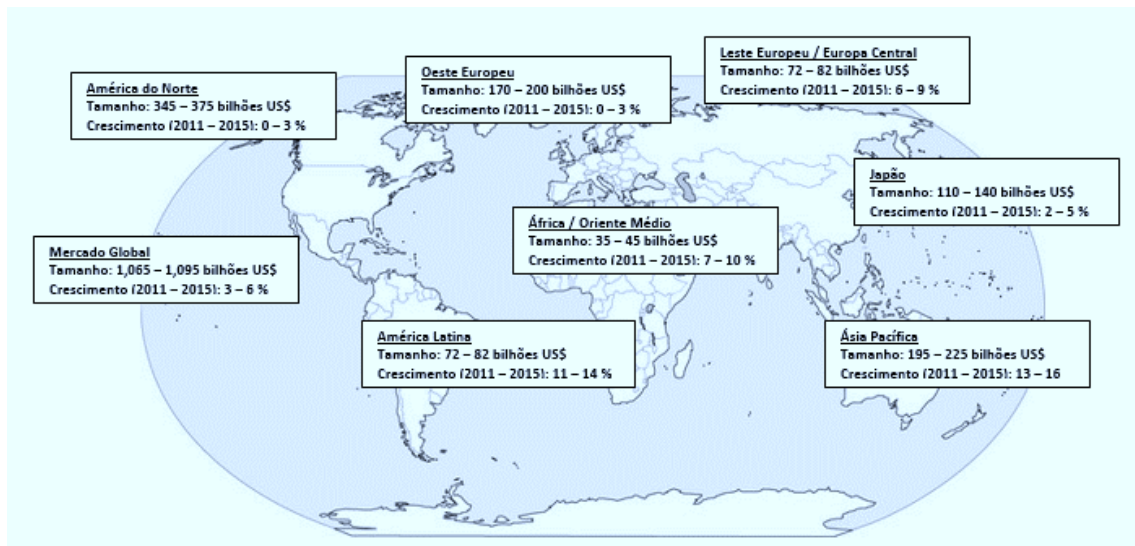 Leste Europeu / Europa Central
Tamanho: 72 – 82 bilhões US$
Crescimento (2011 – 2015): 6 – 9 %
Oeste Europeu
Tamanho: 170 – 200 bilhões US$
Crescimento (2011 – 2015): 0 – 3 %
América do Norte
Tamanho: 345 – 375 bilhões US$
Crescimento (2011 – 2015): 0 – 3 %
Japão
Tamanho: 110 – 140 bilhões US$
Crescimento (2011 – 2015): 2 – 5 %
África / Oriente Médio
Tamanho: 35 – 45 bilhões US$
Crescimento (2011 – 2015): 7 – 10 %
Mercado Global
Tamanho: 1,065 – 1,095 bilhões US$
Crescimento (2011 – 2015): 3 – 6 %
América Latina
Tamanho: 72 – 82 bilhões US$
Crescimento (2011 – 2015): 11 – 14 %
Ásia Pacífica
Tamanho: 195 – 225 bilhões US$
Crescimento (2011 – 2015): 13 – 16